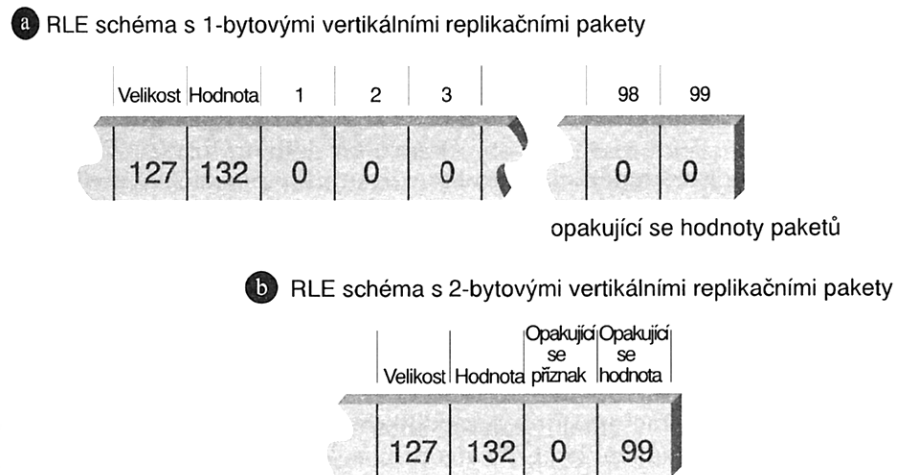 a RLE schéma s 1-bytovými vertikálními replikačními pakety
Velikost Hodnota 1 2 3 98 99
127 132 0 0 0 0 0
opakující se hodnoty paketů
b RLE schéma s 2-bytovými vertikálními replikačními pakety
Velikost Hodnota Opakující se příznak Opakující se hodnota
127 132 0 99